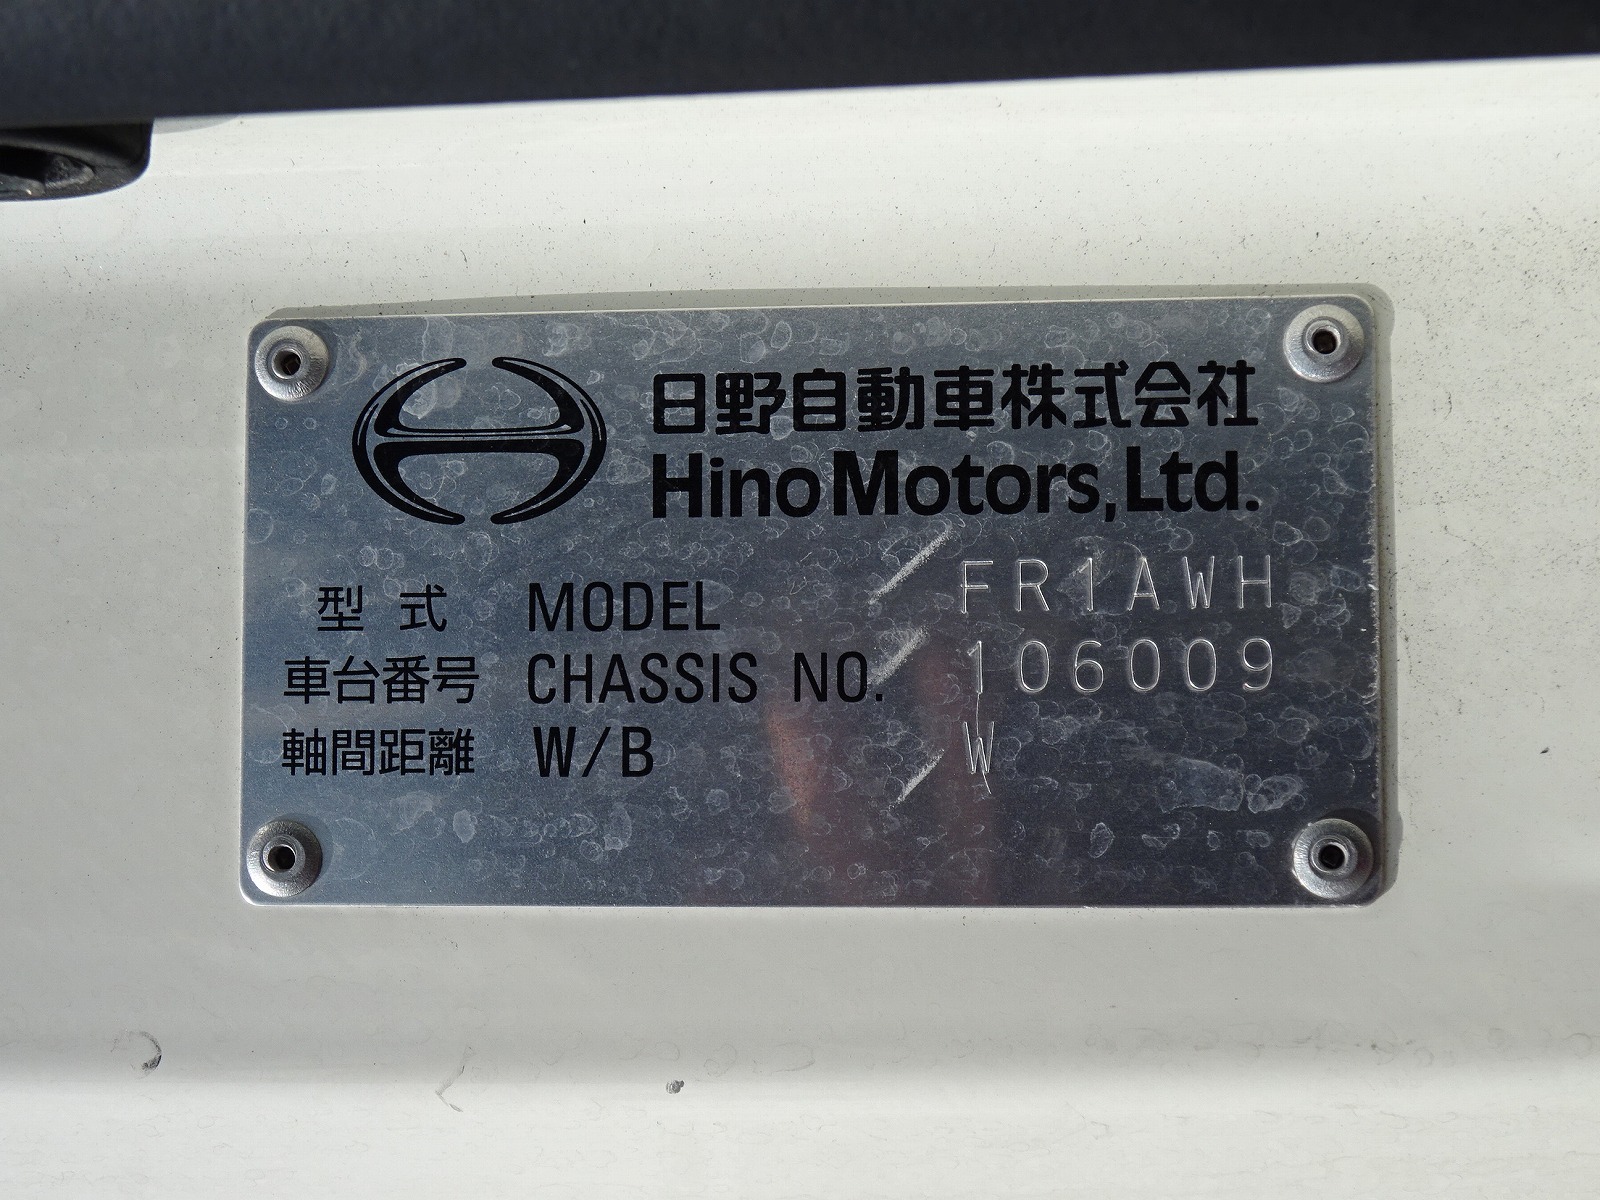 日野自動車株式会社
Hino Motors, Ltd.
型式 MODEL FR1AWH
車台番号 CHASSIS NO. 106009
軸間距離 W/B W